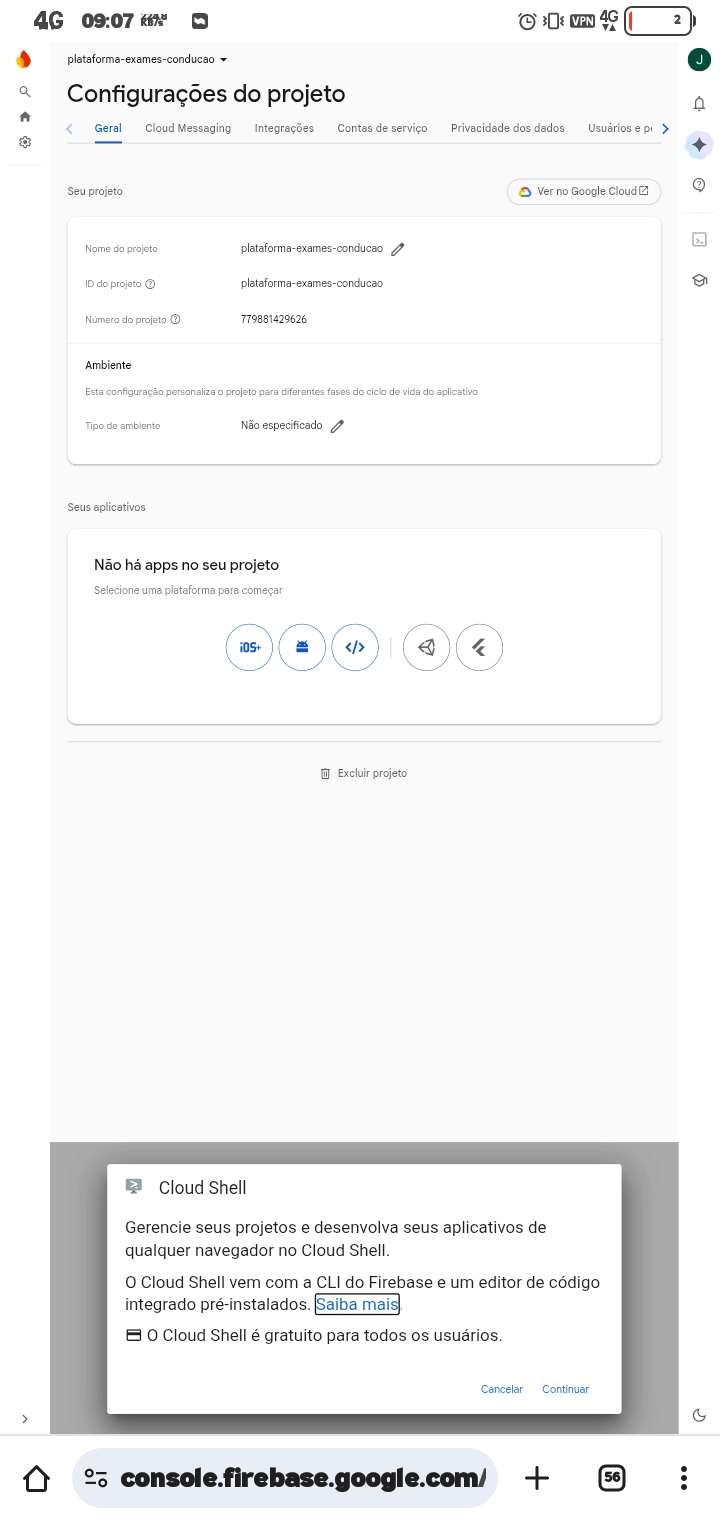 4G 09:07 KB/s VPN 4G 2
plataforma-exames-conducao
J
Configurações do projeto
Geral Cloud Messaging Integrações Contas de serviço Privacidade dos dados Usuários e pe
Seu projeto
Ver no Google Cloud
Nome do projeto plataforma-exames-conducao
ID do projeto plataforma-exames-conducao
Número do projeto 779881429626
Ambiente
Esta configuração personaliza o projeto para diferentes fases do ciclo de vida do aplicativo
Tipo de ambiente Não especificado
Seus aplicativos
Não há apps no seu projeto
Selecione uma plataforma para começar
iOS+ </>
Excluir projeto
Cloud Shell
Gerencie seus projetos e desenvolva seus aplicativos de
qualquer navegador no Cloud Shell.
O Cloud Shell vem com a CLI do Firebase e um editor de código
integrado pré-instalados. Saiba mais.
O Cloud Shell é gratuito para todos os usuários.
Cancelar Continuar
console.firebase.google.com/
56